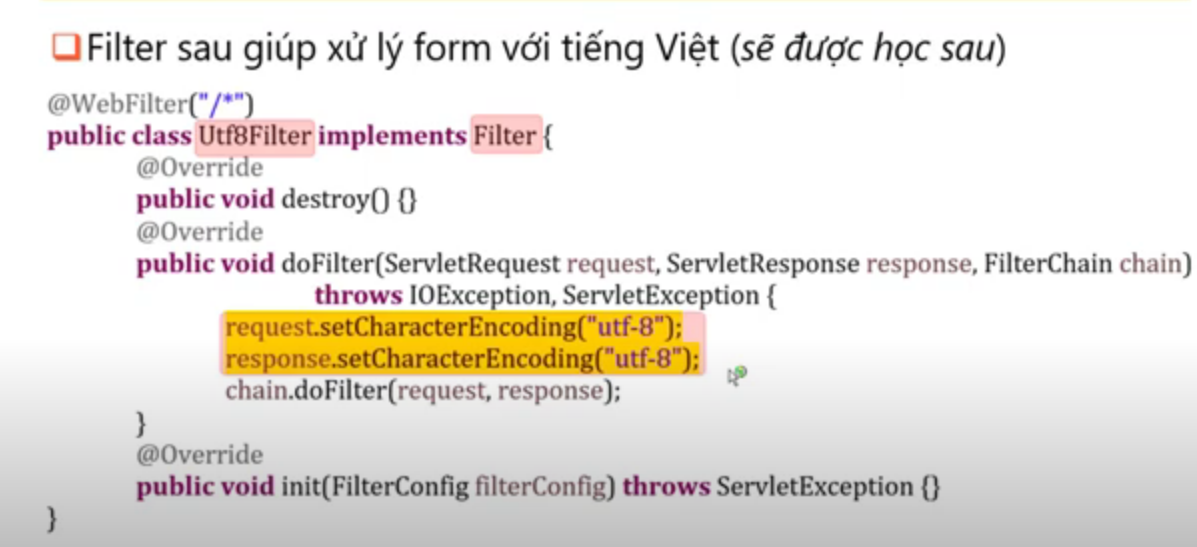 Filter sau giúp xử lý form với tiếng Việt (sẽ được học sau)
@WebFilter("/*")
public class Utf8Filter implements Filter {
@Override
public void destroy() {}
@Override
public void doFilter(ServletRequest request, ServletResponse response, FilterChain chain)
throws IOException, ServletException {
request.setCharacterEncoding("utf-8");
response.setCharacterEncoding("utf-8");
chain.doFilter(request, response);
}
@Override
public void init(FilterConfig filterConfig) throws ServletException {}
}